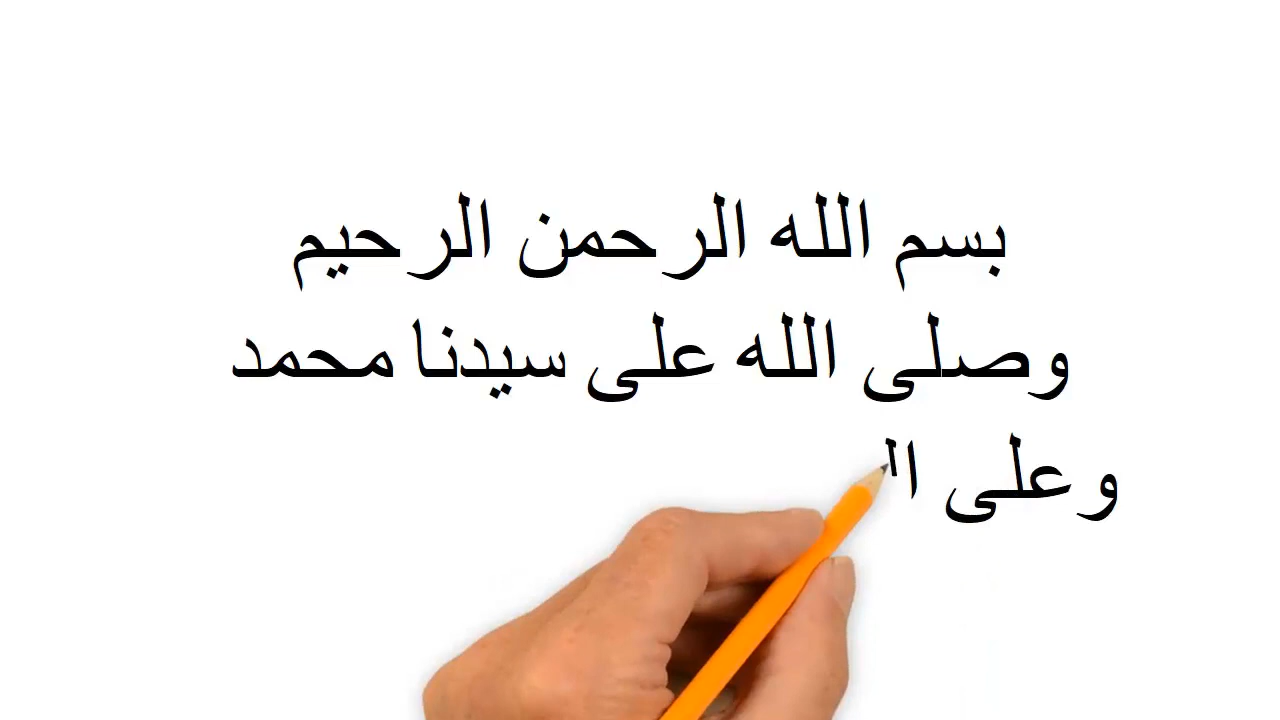 بسم الله الرحمن الرحيم
وصلى الله على سيدنا محمد
وعلى